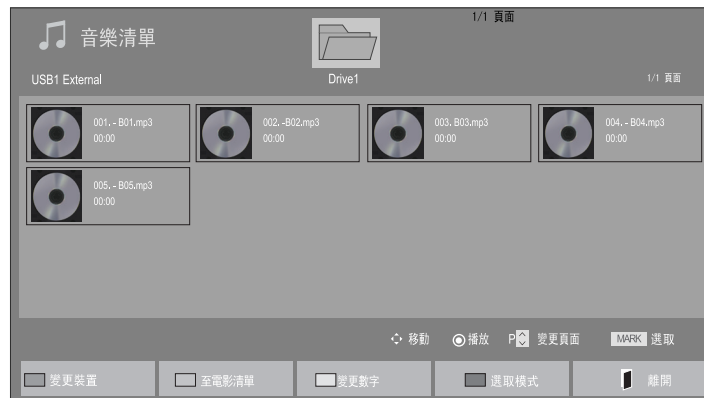 1/1 頁面
音樂清單
USB1 External
Drive1
1/1 頁面
001. - B01.mp3
00:00
002. -B02.mp3
00:00
003. B03.mp3
00:00
004. - B04.mp3
00:00
005. - B05.mp3
00:00
移動 播放 P 變更頁面 MARK 選取
變更裝置 至電影清單 變更數字 選取模式 離開